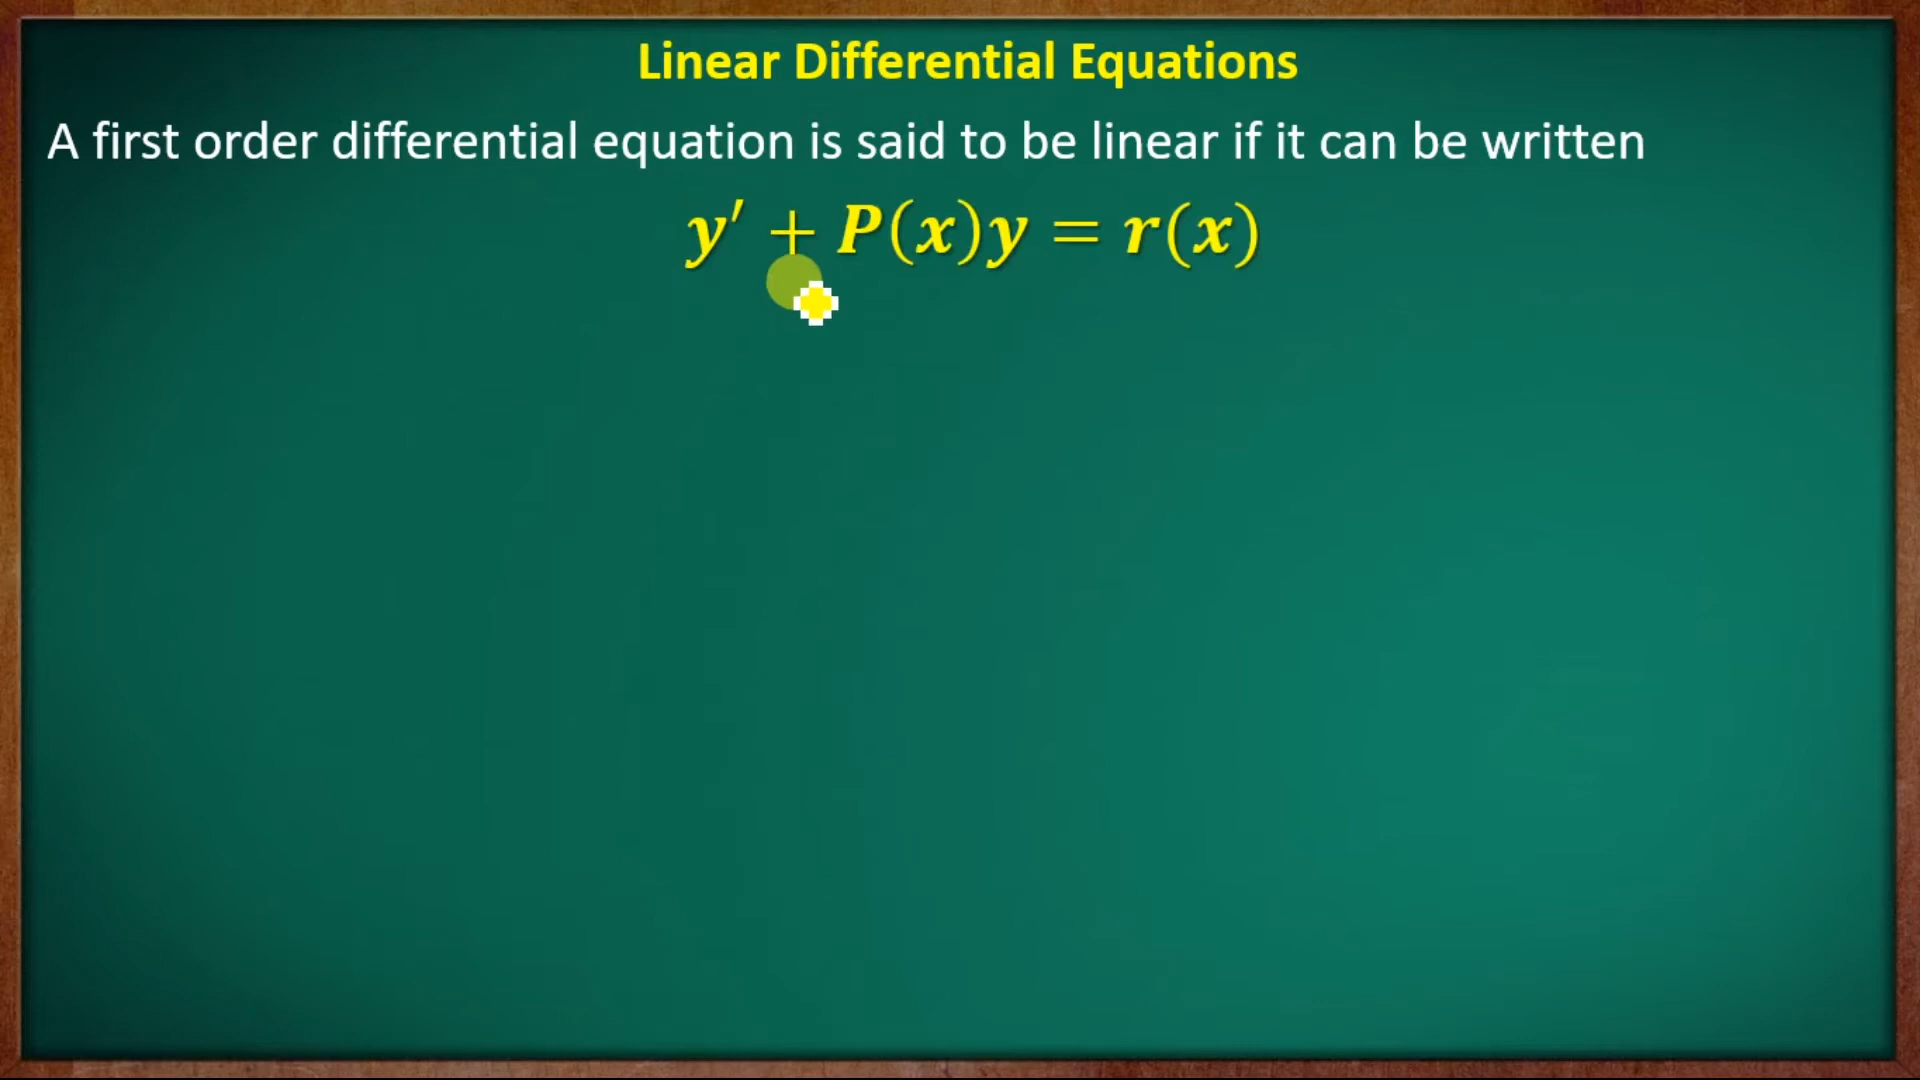 Linear Differential Equations
A first order differential equation is said to be linear if it can be written
y′ + P(x)y = r(x)